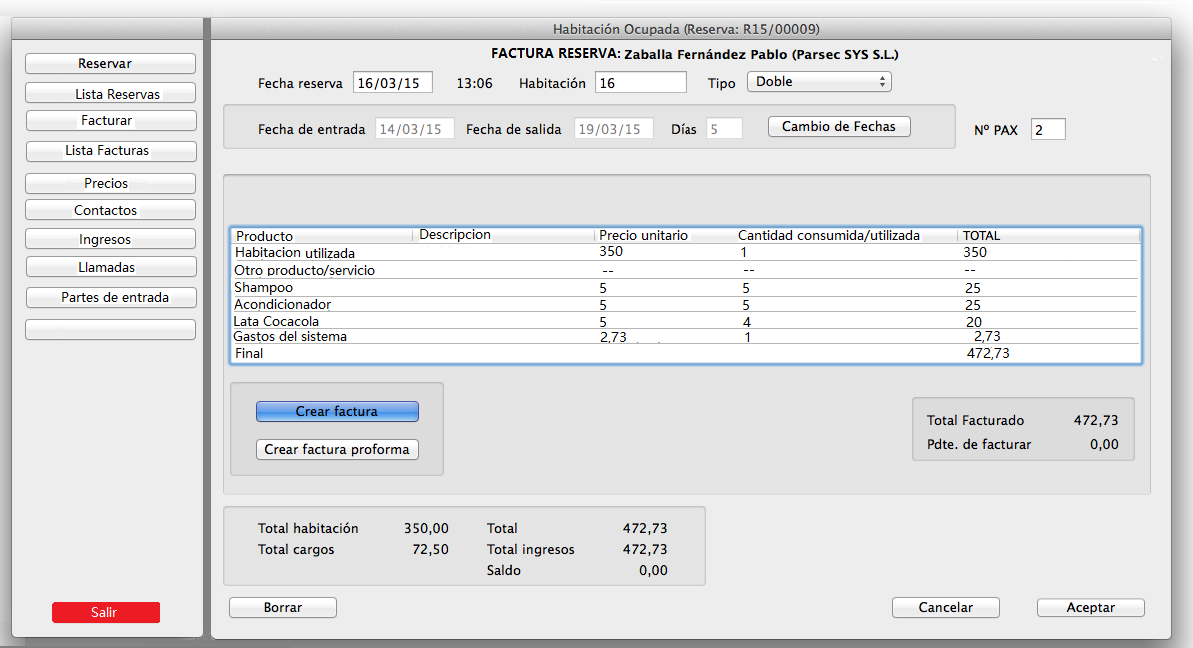 Habitación Ocupada (Reserva: R15/00009)
FACTURA RESERVA: Zaballa Fernández Pablo (Parsec SYS S.L.)
Reservar
Lista Reservas
Facturar
Lista Facturas
Precios
Contactos
Ingresos
Llamadas
Partes de entrada
Salir
Fecha reserva 16/03/15 13:06 Habitación 16 Tipo Doble
Fecha de entrada 14/03/15 Fecha de salida 19/03/15 Días 5 Cambio de Fechas Nº PAX 2
Producto Descripcion Precio unitario Cantidad consumida/utilizada TOTAL
Habitacion utilizada 350 1 350
Otro producto/servicio -- -- --
Shampoo 5 5 25
Acondicionador 5 5 25
Lata Cocacola 5 4 20
Gastos del sistema 2,73 1 2,73
Final 472,73
Crear factura
Crear factura proforma
Total Facturado 472,73
Pdte. de facturar 0,00
Total habitación 350,00 Total 472,73
Total cargos 72,50 Total ingresos 472,73
Saldo 0,00
Borrar Cancelar Aceptar